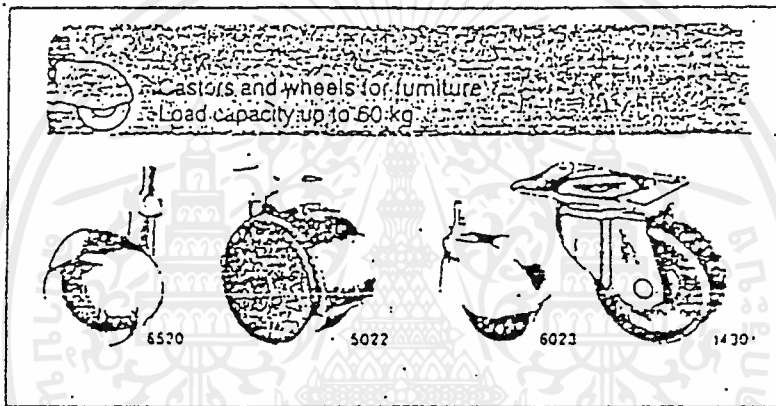 Castors and wheels for furniture
Load capacity up to 60 kg
6520 5022 6023 1430